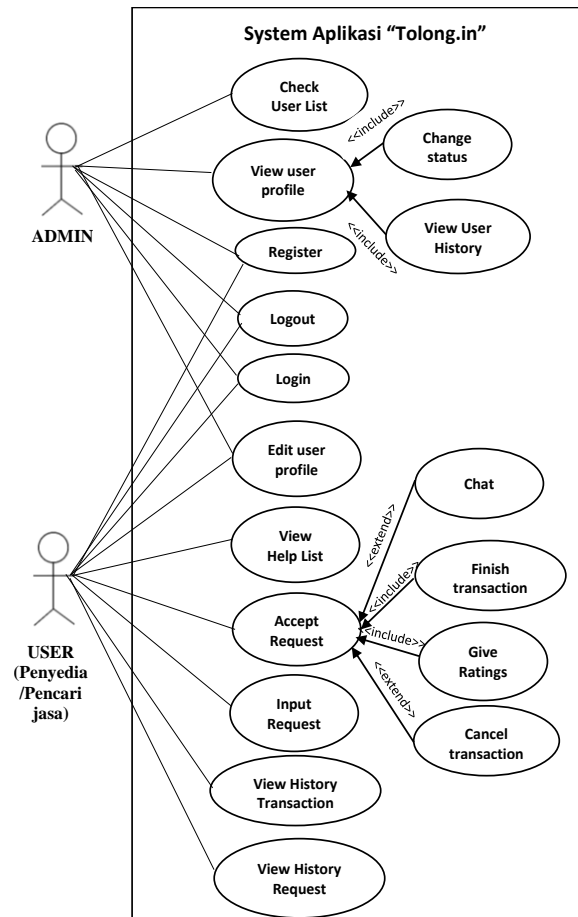 System Aplikasi “Tolong.in”
Check
User List
<<include>>
Change
status
View user
profile
ADMIN
View User
History
<<include>>
Register
Logout
Login
Edit user
profile
Chat
<<extend>>
View
Help List
Finish
transaction
<<include>>
Accept
Request
<<include>>
Give
Ratings
USER
(Penyedia
/Pencari
jasa)
<<extend>>
Input
Request
Cancel
transaction
View History
Transaction
View History
Request